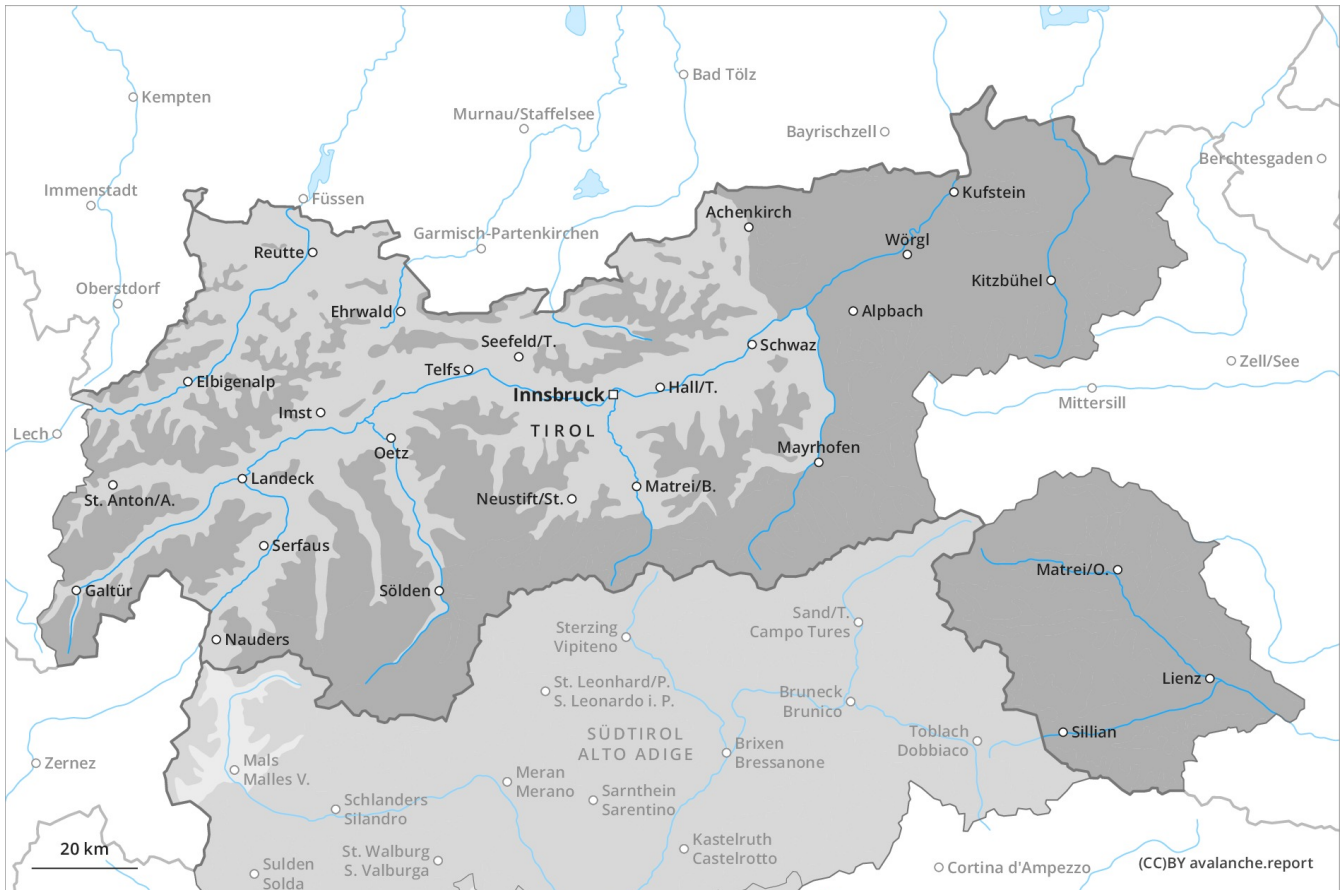 Kempten
Bad Tölz
Murnau/Staffelsee
Bayrischzell
Berchtesgaden
Immenstadt
Füssen
Kufstein
Achenkirch
Garmisch-Partenkirchen
Reutte
Wörgl
Oberstdorf
Kitzbühel
Ehrwald
Alpbach
Seefeld/T.
Schwaz
Zell/See
Telfs
Elbigenalp
Innsbruck
Hall/T.
Mittersill
Imst
Lech
TIROL
Oetz
Mayrhofen
Landeck
St. Anton/A.
Neustift/St.
Matrei/B.
Serfaus
Matrei/O.
Galtür
Sölden
Sand/T.
Campo Tures
Sterzing
Vipiteno
Nauders
Lienz
St. Leonhard/P.
S. Leonardo i. P.
Bruneck
Brunico
SÜDTIROL
ALTO ADIGE
Toblach
Dobbiaco
Sillian
Brixen
Bressanone
Zernez
Mals
Malles V.
Meran
Merano
Schlanders
Silandro
Sarnthein
Sarentino
20 km
St. Walburg
S. Valburga
Kastelruth
Castelrotto
Sulden
Solda
Cortina d'Ampezzo
(CC)BY avalanche.report